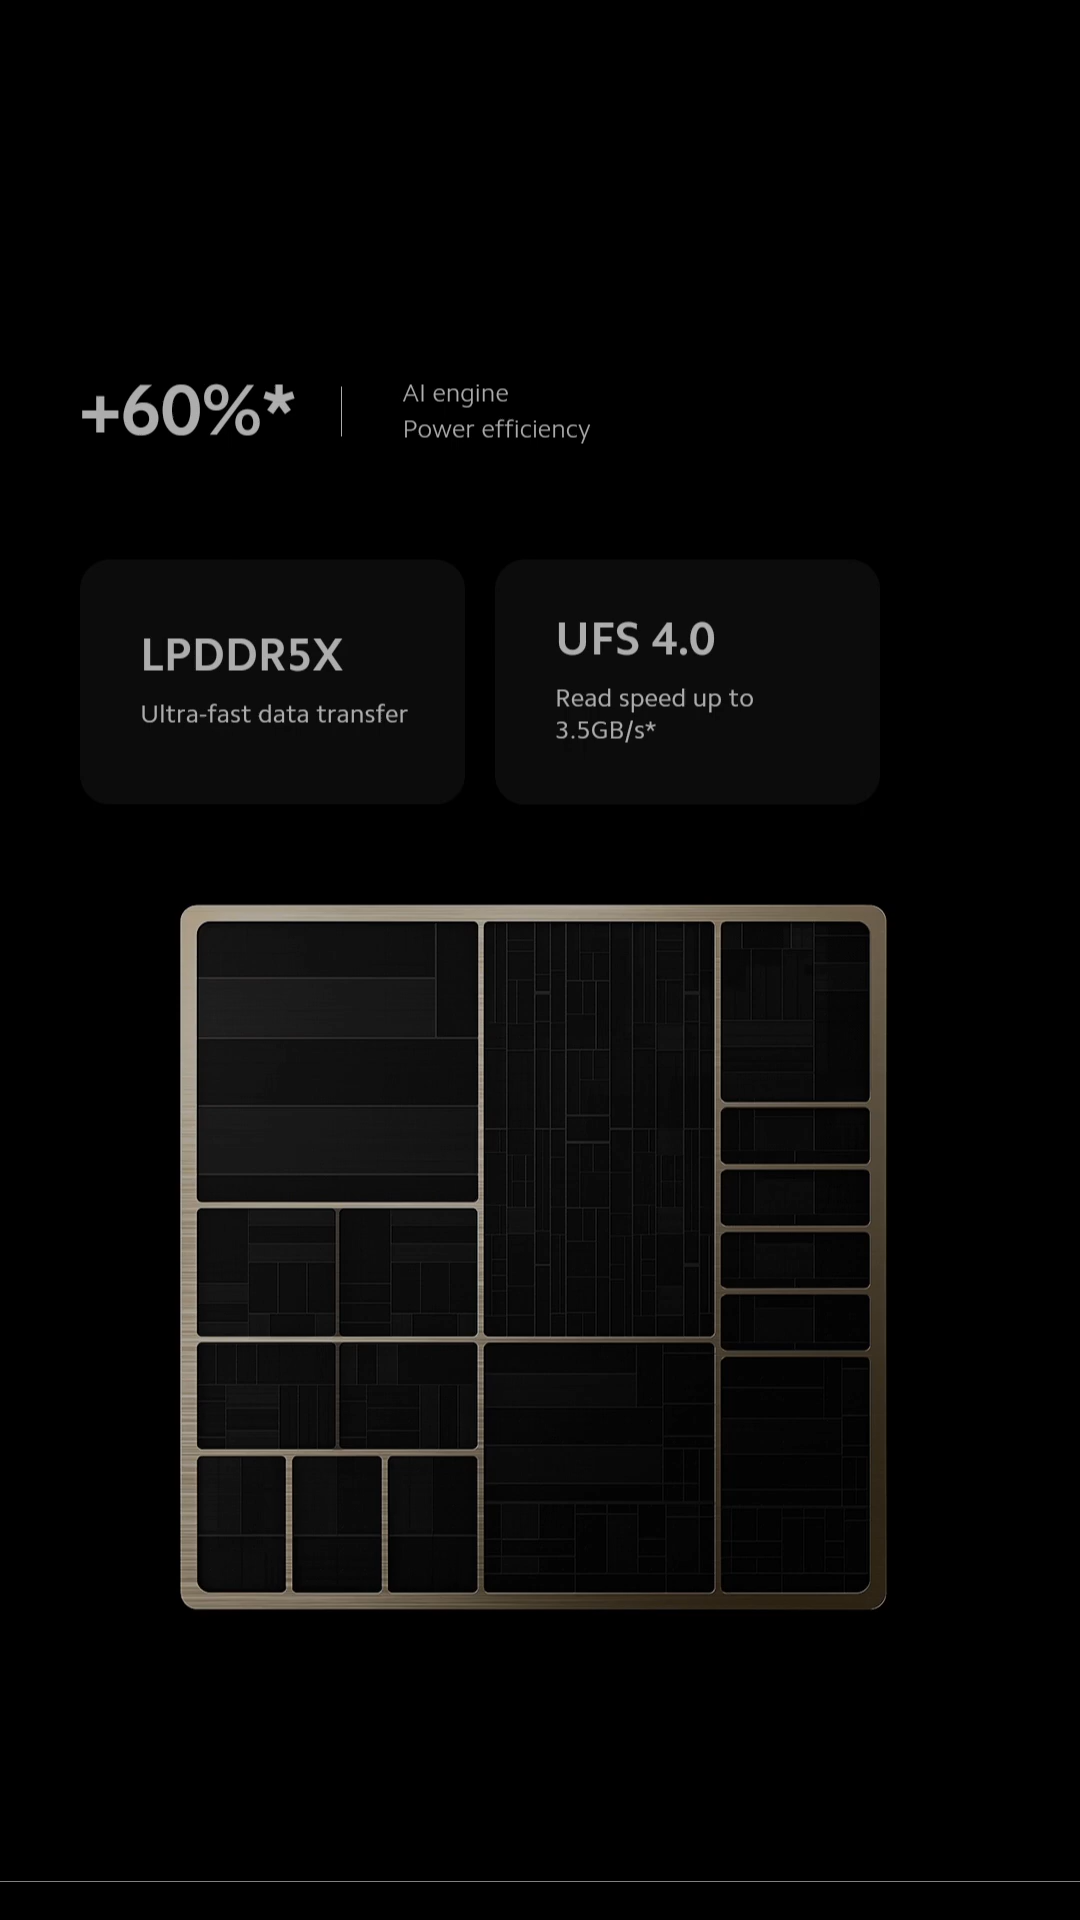 +60%*
AI engine
Power efficiency
LPDDR5X
Ultra-fast data transfer
UFS 4.0
Read speed up to
3.5GB/s*